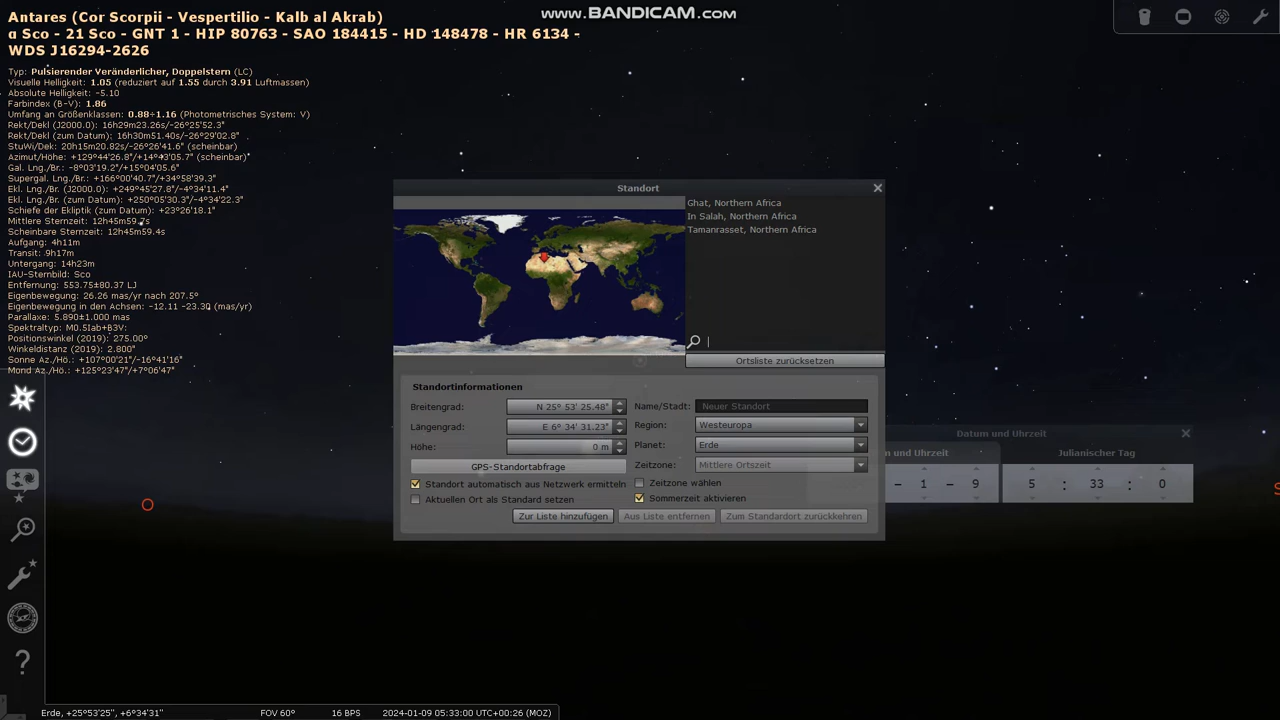 www.BANDICAM.com
Antares (Cor Scorpii - Vespertilio - Kalb al Akrab)
α Sco - 21 Sco - GNT 1 - HIP 80763 - SAO 184415 - HD 148478 - HR 6134 -
WDS J16294-2626
Typ: Pulsierender Veränderlicher, Doppelstern (LC)
Visuelle Helligkeit: 1.05 (reduziert auf 1.55 durch 3.91 Luftmassen)
Absolute Helligkeit: -5.10
Farbindex (B-V): 1.86
Umfang an Größenklassen: 0.88÷1.16 (Photometrisches System: V)
Rekt/Dekl (J2000.0): 16h29m23.26s/-26°25'52.3"
Rekt/Dekl (zum Datum): 16h30m51.40s/-26°29'02.8"
StuWi/Dek: 20h15m20.82s/-26°26'41.6" (scheinbar)
Azimut/Höhe: +129°44'26.8"/+14°43'05.7" (scheinbar)
Gal. Lng./Br.: -8°03'19.2"/+15°04'05.6"
Supergal. Lng./Br.: +166°00'40.7"/+34°58'39.3"
Ekl. Lng./Br. (J2000.0): +249°45'27.8"/-4°34'11.4"
Ekl. Lng./Br. (zum Datum): +250°05'30.3"/-4°34'22.3"
Schiefe der Ekliptik (zum Datum): +23°26'18.1"
Mittlere Sternzeit: 12h45m59.7s
Scheinbare Sternzeit: 12h45m59.4s
Aufgang: 4h11m
Transit: 9h17m
Untergang: 14h23m
IAU-Sternbild: Sco
Entfernung: 553.75±80.37 LJ
Eigenbewegung: 26.26 mas/yr nach 207.5°
Eigenbewegung in den Achsen: -12.11 -23.30 (mas/yr)
Parallaxe: 5.890±1.000 mas
Spektraltyp: M0.5Iab+B3V:
Positionswinkel (2019): 275.00°
Winkeldistanz (2019): 2.800"
Sonne Az./Hö.: +107°00'21"/-16°41'16"
Mond Az./Hö.: +125°23'47"/+7°06'47"
Standort
Ghat, Northern Africa
In Salah, Northern Africa
Tamanrasset, Northern Africa
Ortsliste zurücksetzen
Standortinformationen
Breitengrad: N 25° 53' 25.48" Name/Stadt: Neuer Standort
Längengrad: E 6° 34' 31.23" Region: Westeuropa
Höhe: 0 m Planet: Erde
GPS-Standortabfrage Zeitzone: Mittlere Ortszeit
Standort automatisch aus Netzwerk ermitteln Zeitzone wählen
Aktuellen Ort als Standard setzen Sommerzeit aktivieren
Zur Liste hinzufügen Aus Liste entfernen Zum Standardort zurückkehren
Datum und Uhrzeit
um und Uhrzeit Julianischer Tag
- 1 - 9 5 : 33 : 0
Erde, +25°53'25", +6°34'31" FOV 60° 16 BPS 2024-01-09 05:33:00 UTC+00:26 (MOZ)